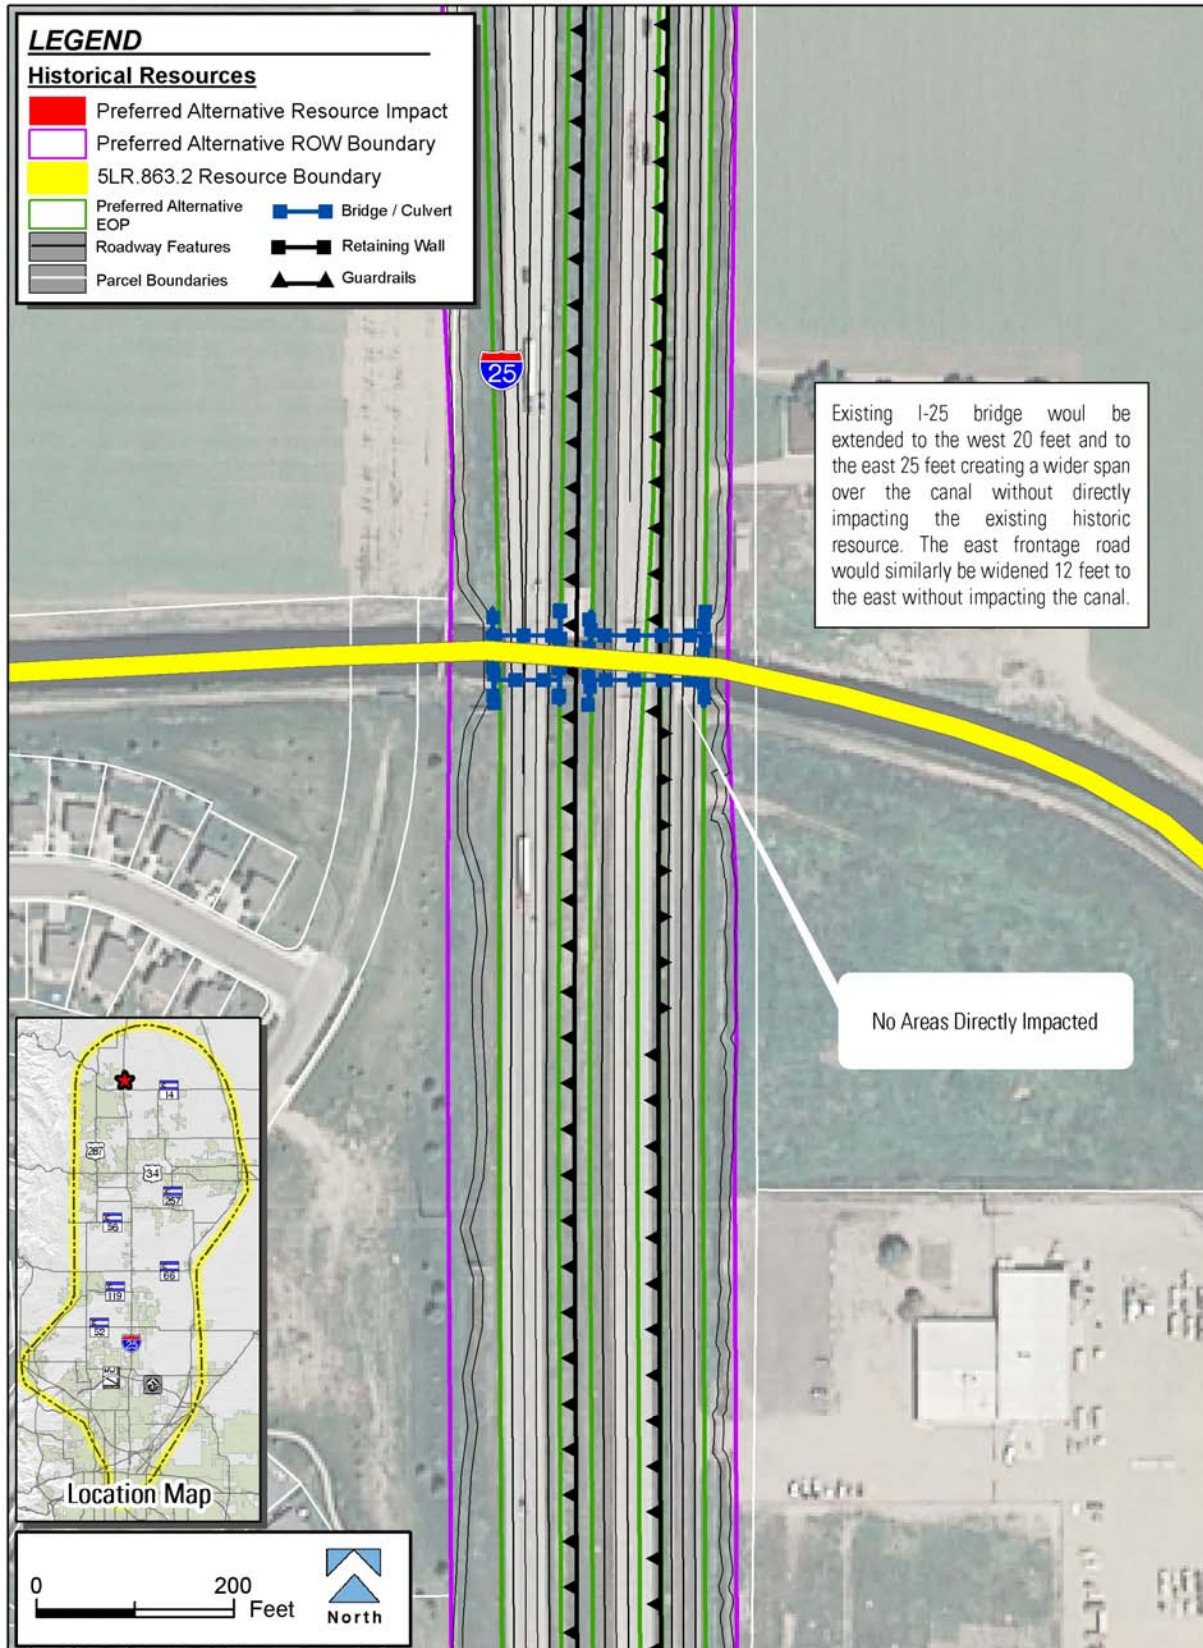 LEGEND
Historical Resources
Preferred Alternative Resource Impact
Preferred Alternative ROW Boundary
5LR.863.2 Resource Boundary
Preferred Alternative
EOP
Bridge / Culvert
Roadway Features
Retaining Wall
Parcel Boundaries
Guardrails
25
Existing I-25 bridge woul be
extended to the west 20 feet and to
the east 25 feet creating a wider span
over the canal without directly
impacting the existing historic
resource. The east frontage road
would similarly be widened 12 feet to
the east without impacting the canal.
No Areas Directly Impacted
14
287
34
257
56
66
119
52
25
Location Map
0
200
Feet
North